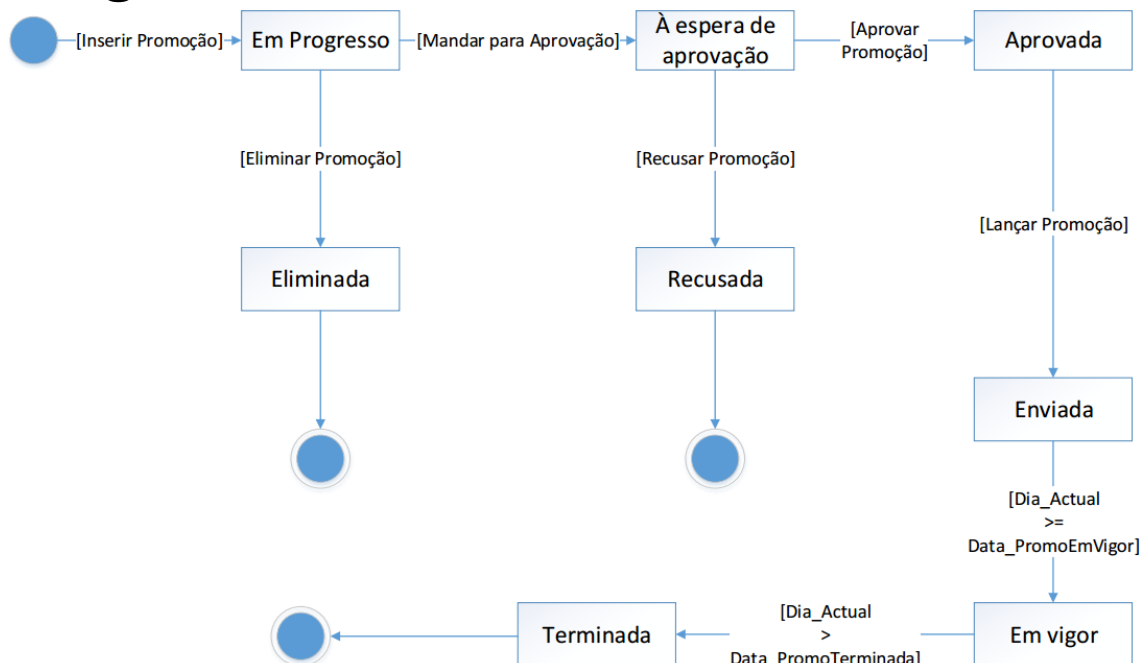 [Inserir Promoção]
Em Progresso
[Mandar para Aprovação]
À espera de
aprovação
[Aprovar
Promoção]
Aprovada
[Eliminar Promoção]
[Recusar Promoção]
[Lançar Promoção]
Eliminada
Recusada
Enviada
[Dia_Actual
>=
Data_PromoEmVigor]
Terminada
[Dia_Actual
>
Data_PromoTerminada]
Em vigor